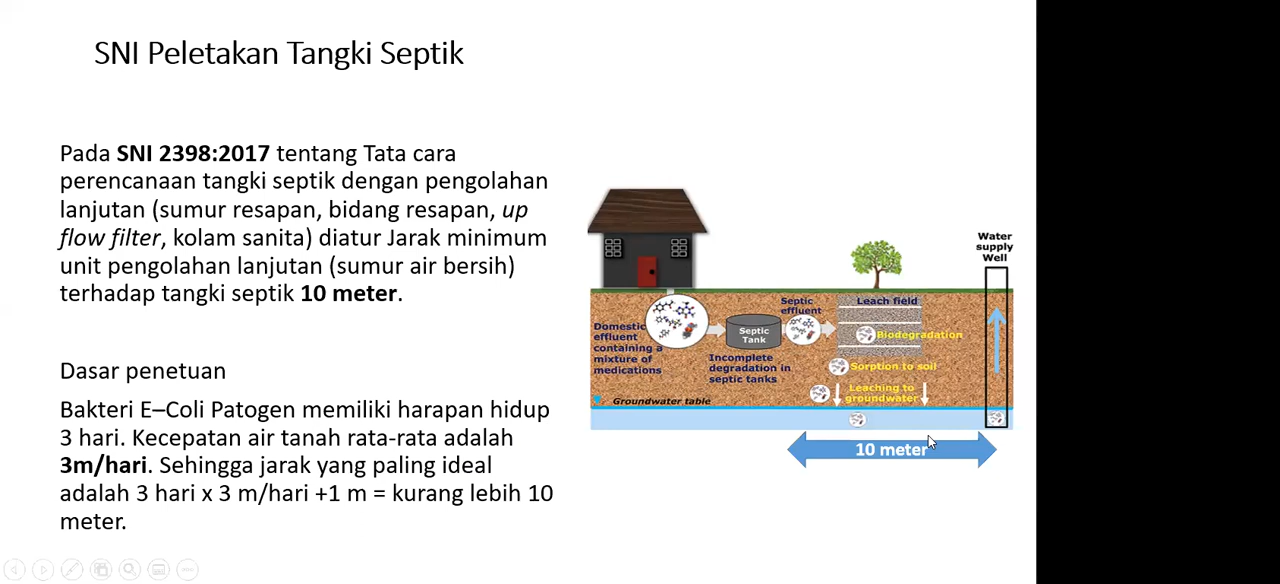 SNI Peletakan Tangki Septik
Pada SNI 2398:2017 tentang Tata cara
perencanaan tangki septik dengan pengolahan
lanjutan (sumur resapan, bidang resapan, up
flow filter, kolam sanita) diatur Jarak minimum
unit pengolahan lanjutan (sumur air bersih)
terhadap tangki septik 10 meter.
Dasar penetuan
Bakteri E–Coli Patogen memiliki harapan hidup
3 hari. Kecepatan air tanah rata-rata adalah
3m/hari. Sehingga jarak yang paling ideal
adalah 3 hari x 3 m/hari +1 m = kurang lebih 10
meter.
Water
supply
Well
Domestic
effluent
containing a
mixture of
medications
Septic
Tank
Incomplete
degradation in
septic tanks
Septic
effluent
Leach field
Biodegradation
Sorption to soil
Leaching to
groundwater
Groundwater table
10 meter